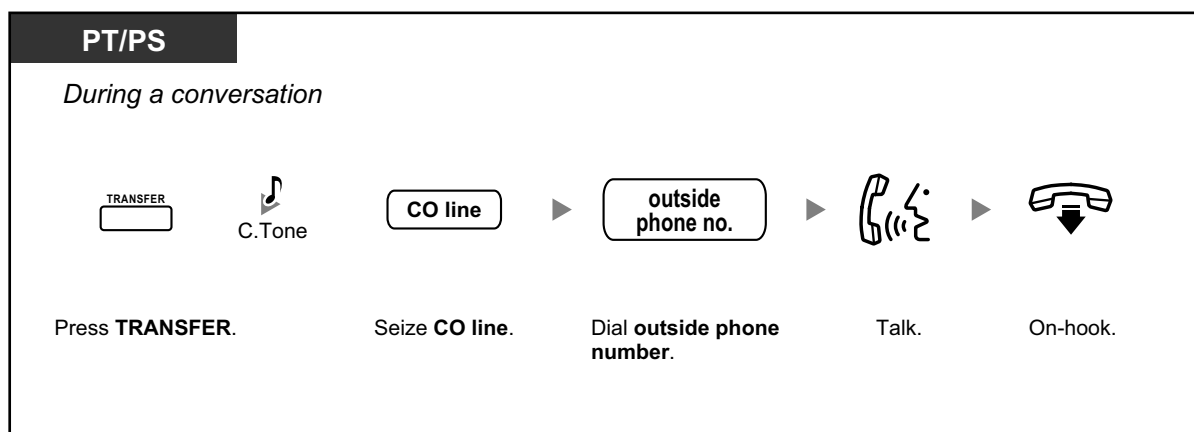 PT/PS
During a conversation
TRANSFER
C.Tone
CO line
outside
phone no.
Press TRANSFER.
Seize CO line.
Dial outside phone
number.
Talk.
On-hook.